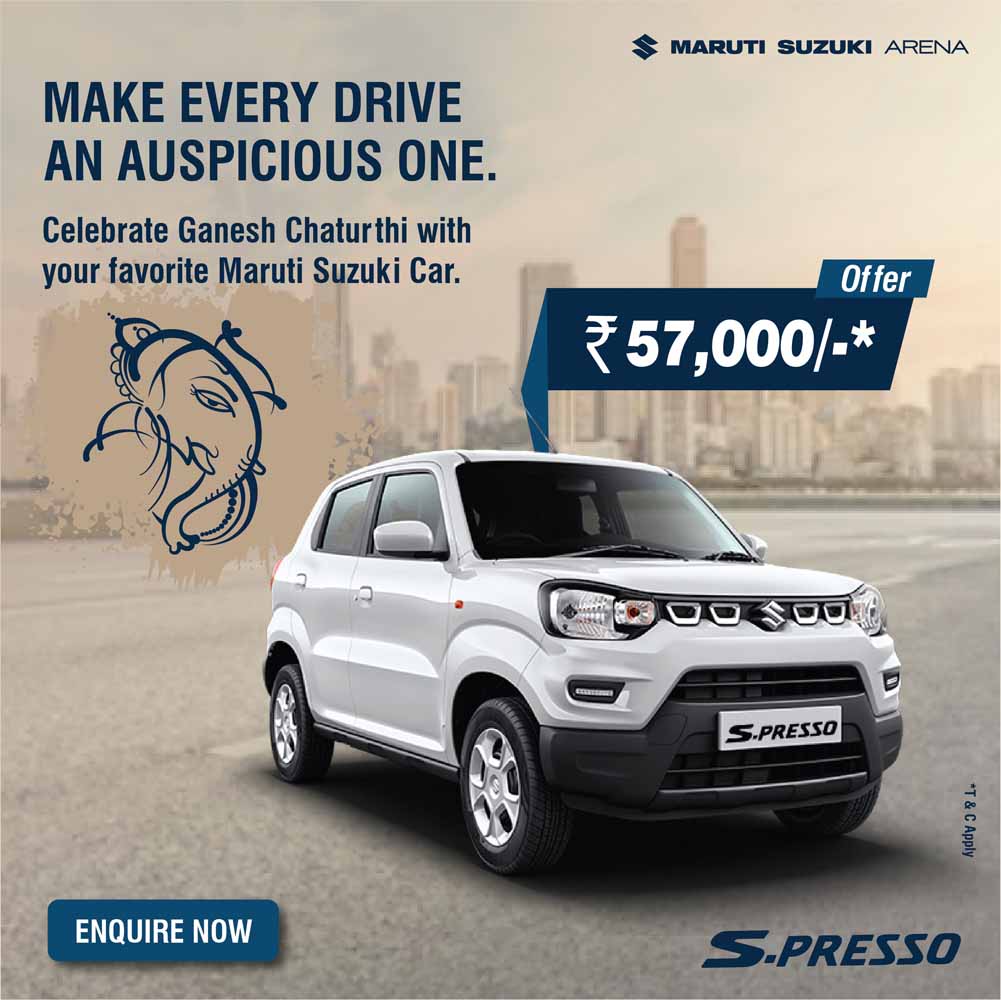 MARUTI SUZUKI ARENA
MAKE EVERY DRIVE
AN AUSPICIOUS ONE.
Celebrate Ganesh Chaturthi with
your favorite Maruti Suzuki Car.
Offer
₹ 57,000/-*
S.PRESSO
*T & C Apply
ENQUIRE NOW
S.PRESSO